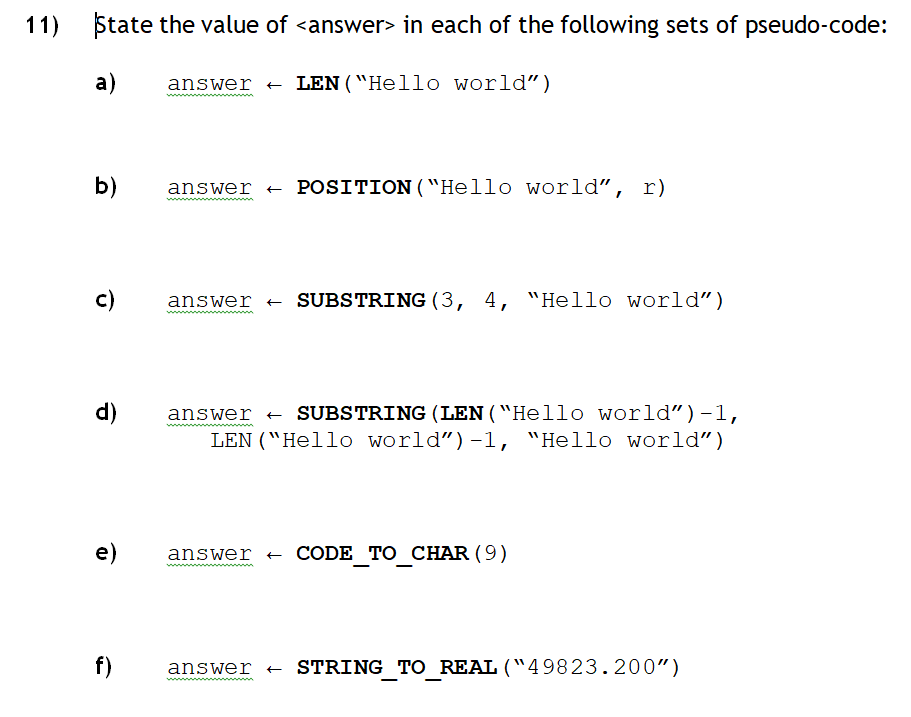 11) State the value of <answer> in each of the following sets of pseudo-code:
a) answer ← LEN(“Hello world”)
b) answer ← POSITION(“Hello world”, r)
c) answer ← SUBSTRING(3, 4, “Hello world”)
d) answer ← SUBSTRING(LEN(“Hello world”)-1,
LEN(“Hello world”)-1, “Hello world”)
e) answer ← CODE_TO_CHAR(9)
f) answer ← STRING_TO_REAL(“49823.200”)